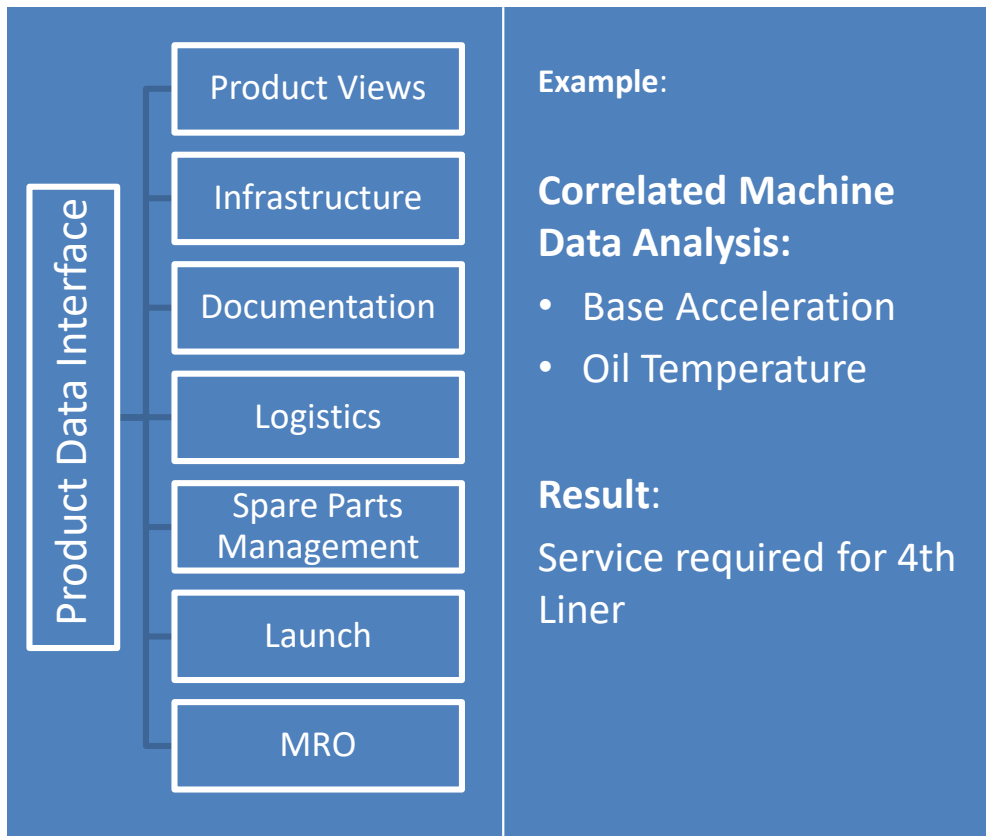 Product Data Interface
Product Views
Infrastructure
Documentation
Logistics
Spare Parts
Management
Launch
MRO
Example:
Correlated Machine
Data Analysis:
• Base Acceleration
• Oil Temperature
Result:
Service required for 4th
Liner